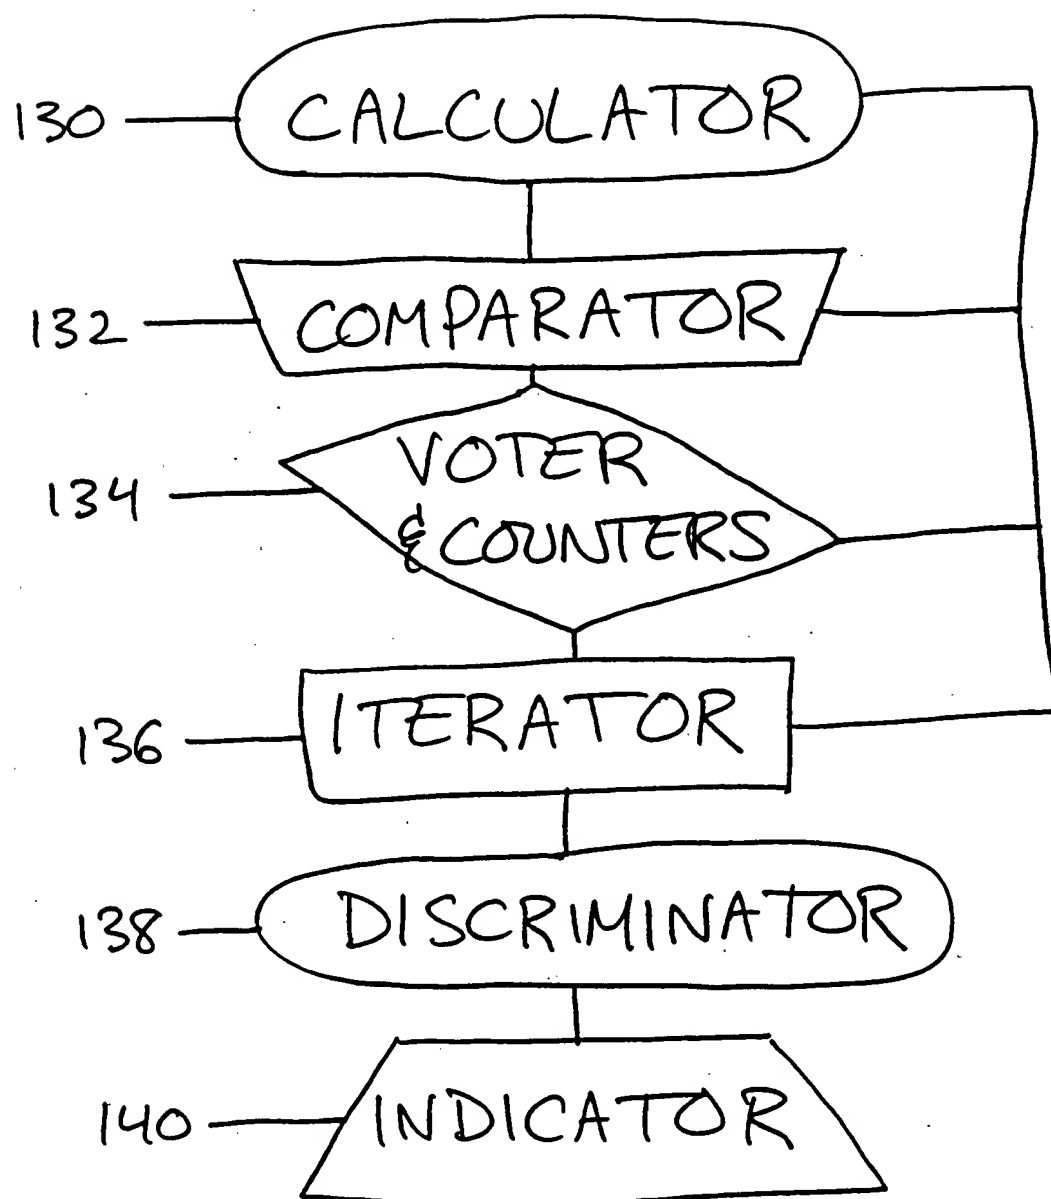 130 CALCULATOR
132 COMPARATOR
134 VOTER
& COUNTERS
136 ITERATOR
138 DISCRIMINATOR
140 INDICATOR